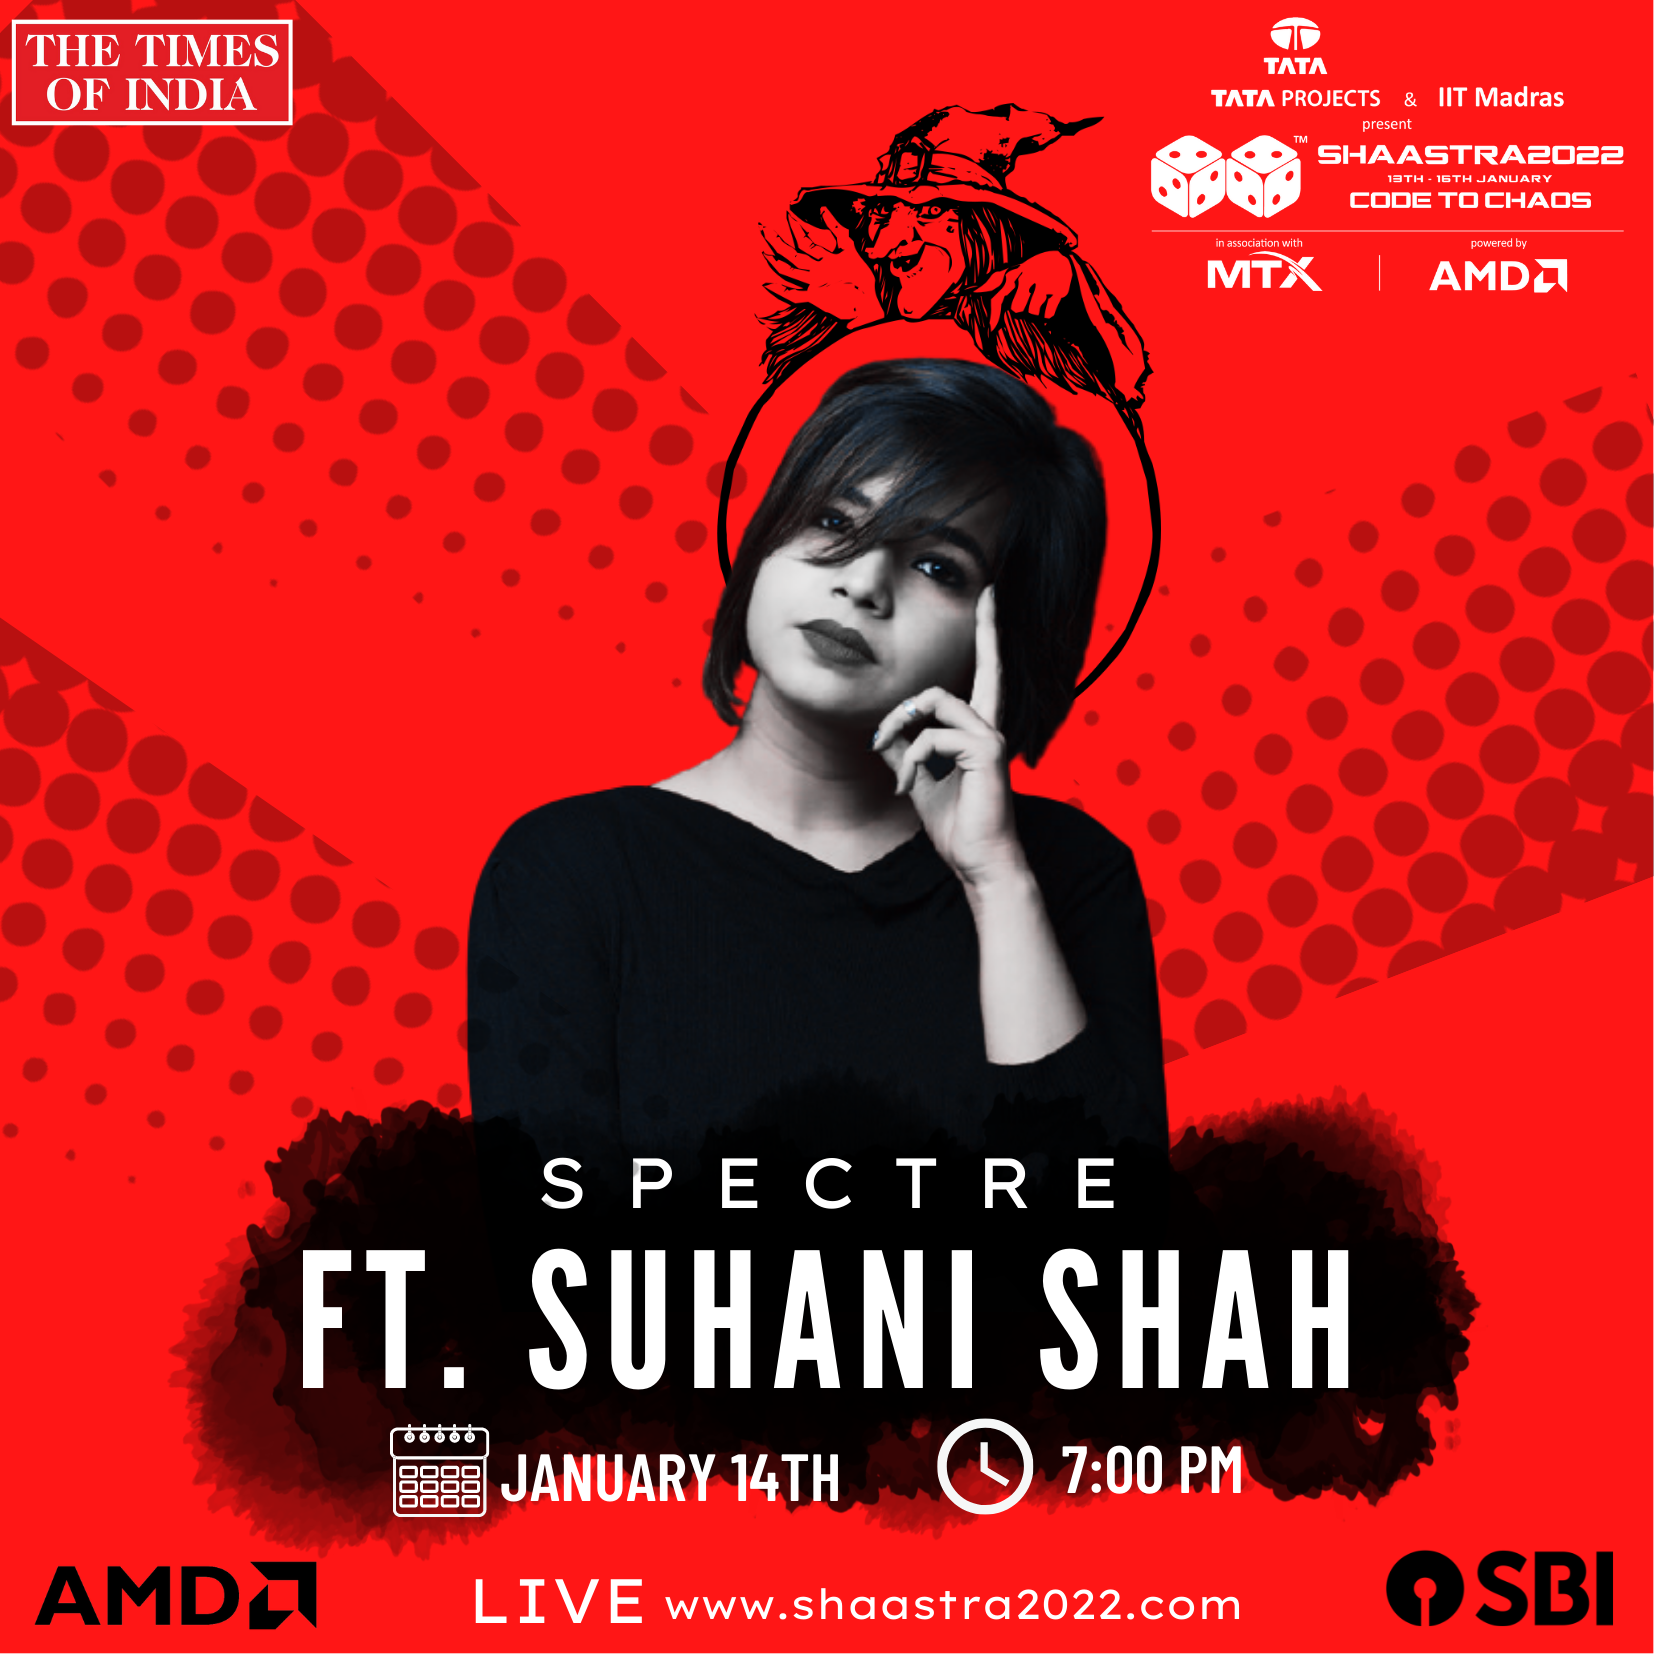 THE TIMES
OF INDIA
TATA
TATA PROJECTS & IIT Madras
present
TM
SHAASTRA2022
13TH - 16TH JANUARY
CODE TO CHAOS
in association with
MTX
powered by
AMD
SPECTRE
FT. SUHANI SHAH
JANUARY 14TH
7:00 PM
AMD
LIVE www.shaastra2022.com
SBI